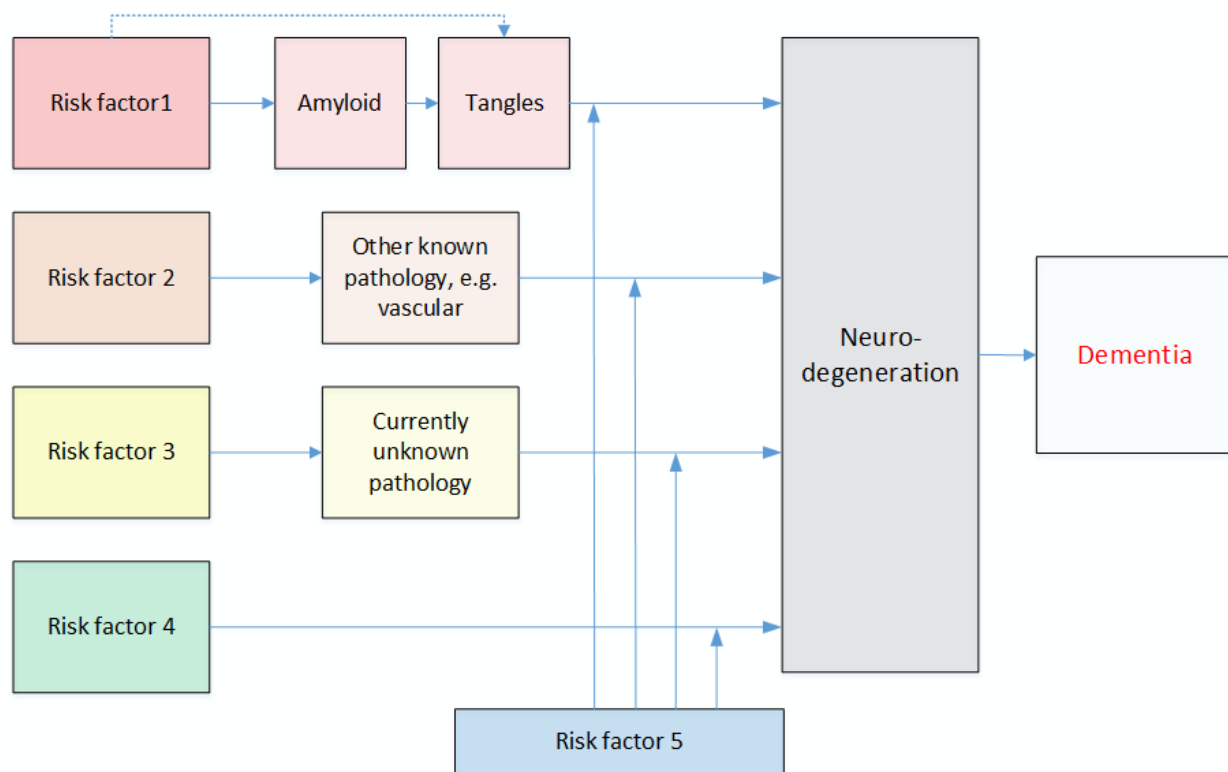 Risk factor1
Amyloid
Tangles
Risk factor 2
Other known
pathology, e.g.
vascular
Neuro-
degeneration
Dementia
Risk factor 3
Currently
unknown
pathology
Risk factor 4
Risk factor 5